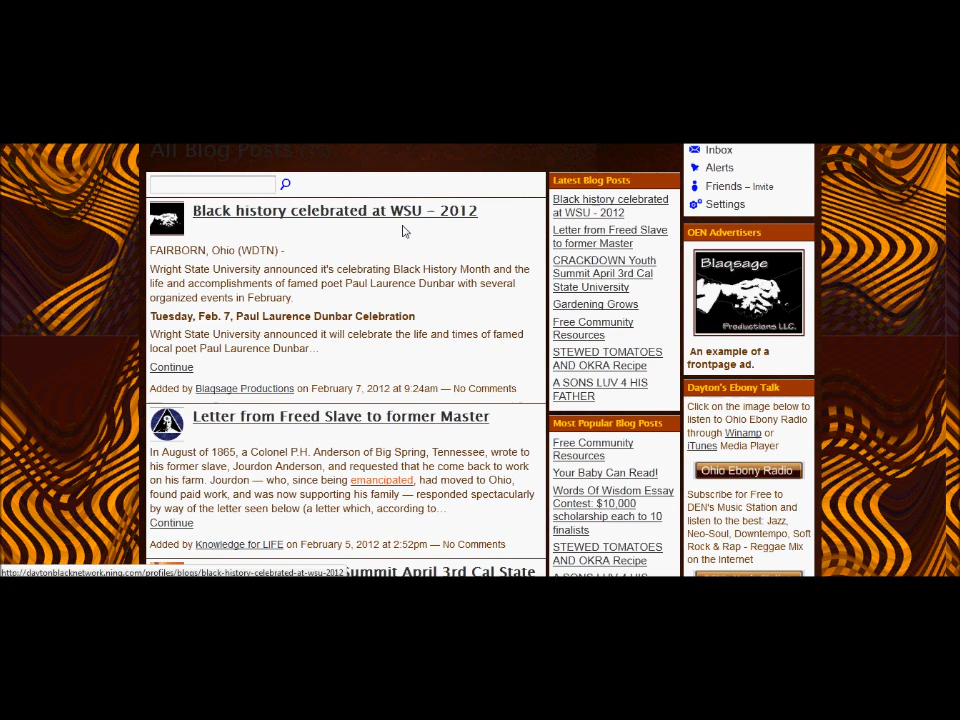 All Blog Posts
Black history celebrated at WSU – 2012
FAIRBORN, Ohio (WDTN) -
Wright State University announced it's celebrating Black History Month and the
life and accomplishments of famed poet Paul Laurence Dunbar with several
organized events in February.
Tuesday, Feb. 7, Paul Laurence Dunbar Celebration
Wright State University announced it will celebrate the life and times of famed
local poet Paul Laurence Dunbar…
Continue
Added by Blaqsage Productions on February 7, 2012 at 9:24am — No Comments
Letter from Freed Slave to former Master
In August of 1865, a Colonel P.H. Anderson of Big Spring, Tennessee, wrote to
his former slave, Jourdon Anderson, and requested that he come back to work
on his farm. Jourdon — who, since being emancipated, had moved to Ohio,
found paid work, and was now supporting his family — responded spectacularly
by way of the letter seen below (a letter which, according to…
Continue
Added by Knowledge for LIFE on February 5, 2012 at 2:52pm — No Comments
Summit April 3rd Cal State
http://daytonblacknetwork.ning.com/profiles/blogs/black-history-celebrated-at-wsu-2012
Latest Blog Posts
Black history celebrated
at WSU - 2012
Letter from Freed Slave
to former Master
CRACKDOWN Youth
Summit April 3rd Cal
State University
Gardening Grows
Free Community
Resources
STEWED TOMATOES
AND OKRA Recipe
A SONS LUV 4 HIS
FATHER
Most Popular Blog Posts
Free Community
Resources
Your Baby Can Read!
Words Of Wisdom Essay
Contest: $10,000
scholarship each to 10
finalists
STEWED TOMATOES
AND OKRA Recipe
A SONS LUV 4 HIS
Inbox
Alerts
Friends – Invite
Settings
OEN Advertisers
Blaqsage
Productions LLC.
An example of a
frontpage ad.
Dayton's Ebony Talk
Click on the image below to
listen to Ohio Ebony Radio
through Winamp or
iTunes Media Player
Ohio Ebony Radio
Subscribe for Free to
DEN's Music Station and
listen to the best: Jazz,
Neo-Soul, Downtempo, Soft
Rock & Rap - Reggae Mix
on the Internet